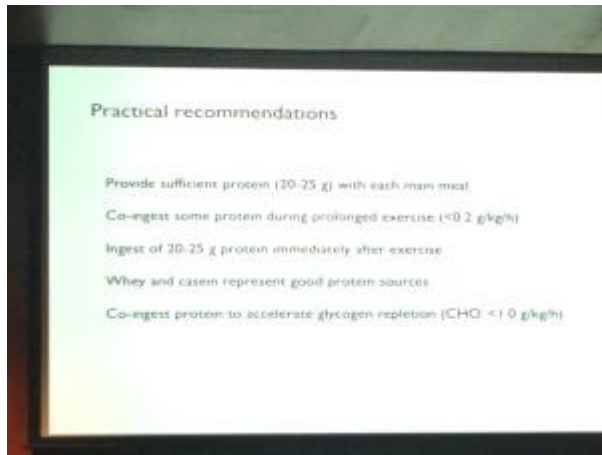 Practical recommendations
Provide sufficient protein (20-25 g) with each main meal
Co-ingest some protein during prolonged exercise (<0.2 g/kg/h)
Ingest of 20-25 g protein immediately after exercise
Whey and casein represent good protein sources
Co-ingest protein to accelerate glycogen repletion (CHO <1.0 g/kg/h)